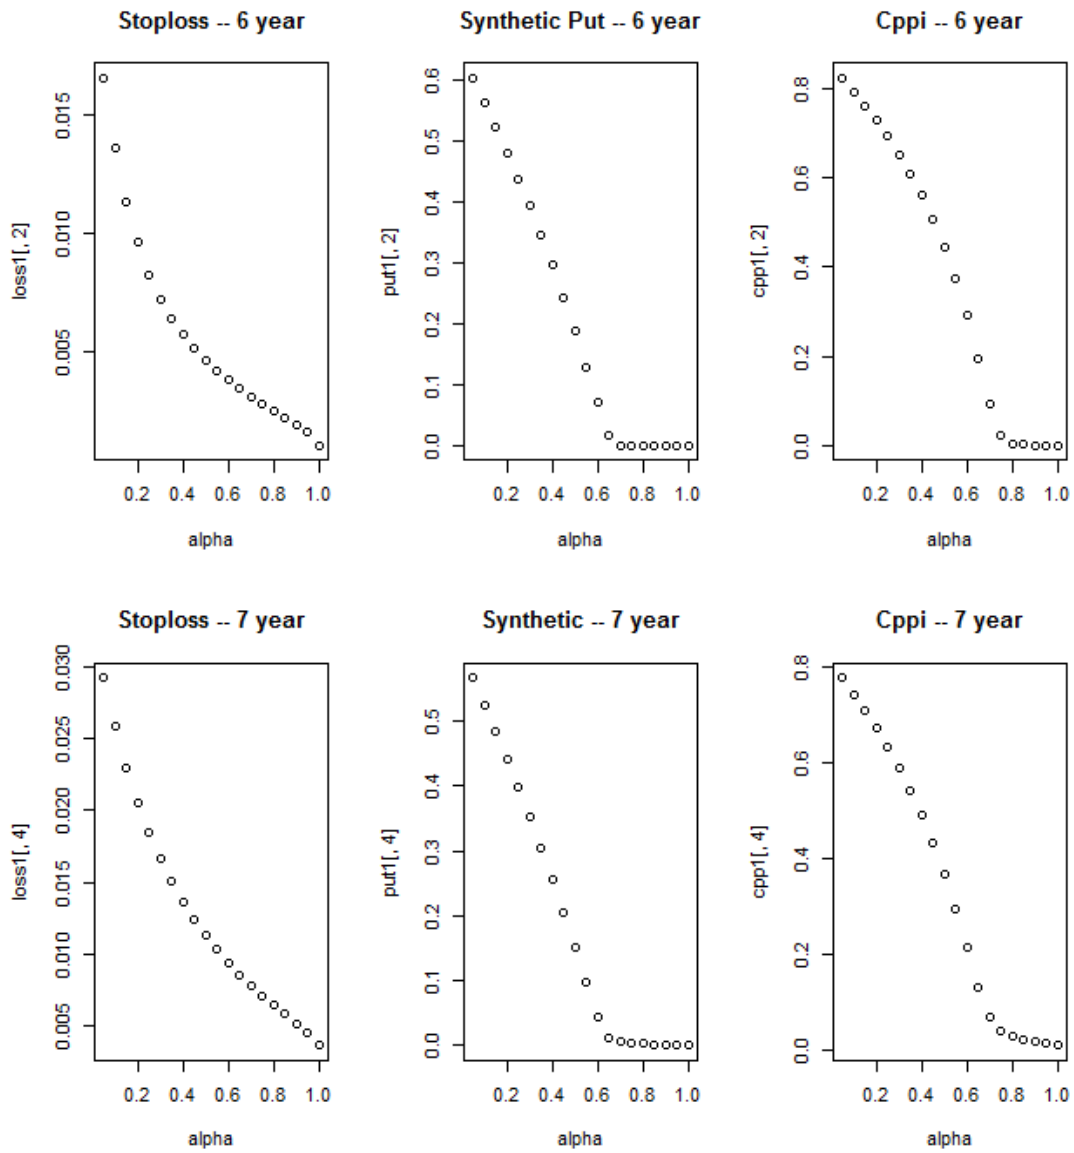 Stoploss -- 6 year
loss1[, 2]
0.015
0.010
0.005
0.2 0.4 0.6 0.8 1.0
alpha
Synthetic Put -- 6 year
put1[, 2]
0.6
0.5
0.4
0.3
0.2
0.1
0.0
0.2 0.4 0.6 0.8 1.0
alpha
Cppi -- 6 year
cpp1[, 2]
0.8
0.6
0.4
0.2
0.0
0.2 0.4 0.6 0.8 1.0
alpha
Stoploss -- 7 year
loss1[, 4]
0.030
0.025
0.020
0.015
0.010
0.005
0.2 0.4 0.6 0.8 1.0
alpha
Synthetic -- 7 year
put1[, 4]
0.5
0.4
0.3
0.2
0.1
0.0
0.2 0.4 0.6 0.8 1.0
alpha
Cppi -- 7 year
cpp1[, 4]
0.8
0.6
0.4
0.2
0.0
0.2 0.4 0.6 0.8 1.0
alpha